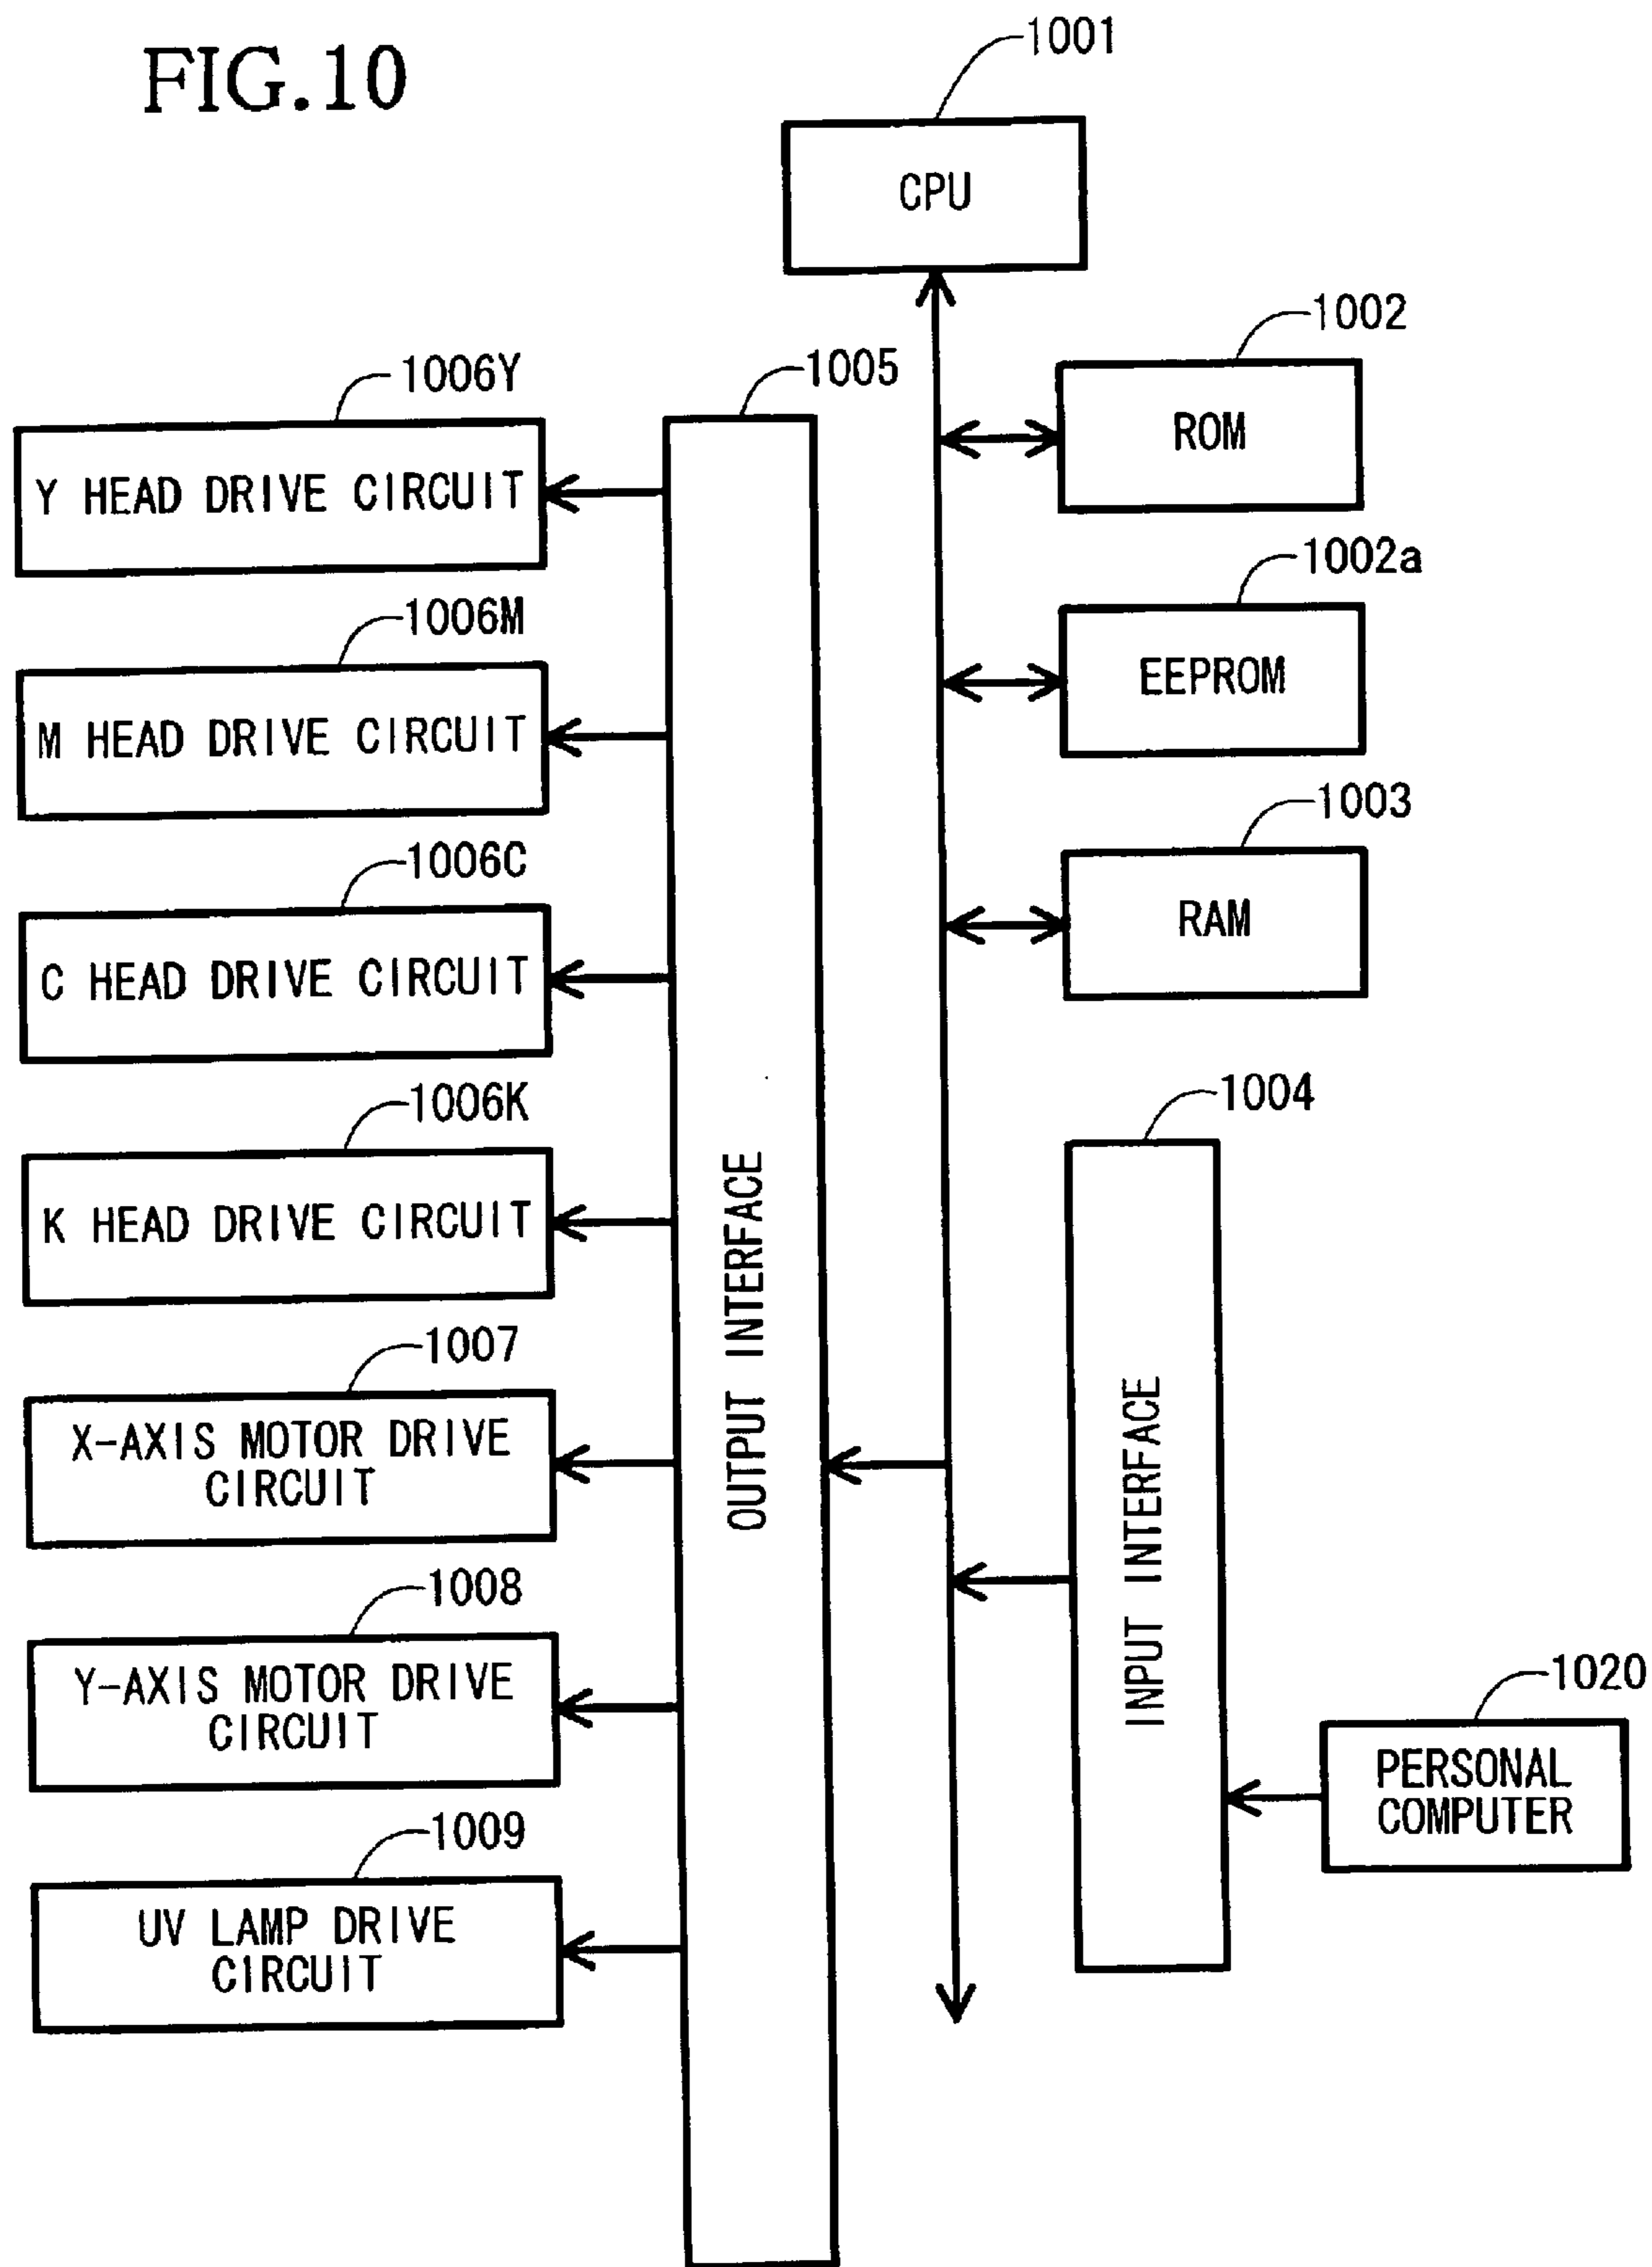 FIG.10
1001
CPU
1002
ROM
1002a
EEPROM
1003
RAM
1004
INPUT INTERFACE
1020
PERSONAL
COMPUTER
1005
OUTPUT INTERFACE
1006Y
Y HEAD DRIVE CIRCUIT
1006M
M HEAD DRIVE CIRCUIT
1006C
C HEAD DRIVE CIRCUIT
1006K
K HEAD DRIVE CIRCUIT
1007
X-AXIS MOTOR DRIVE
CIRCUIT
1008
Y-AXIS MOTOR DRIVE
CIRCUIT
1009
UV LAMP DRIVE
CIRCUIT